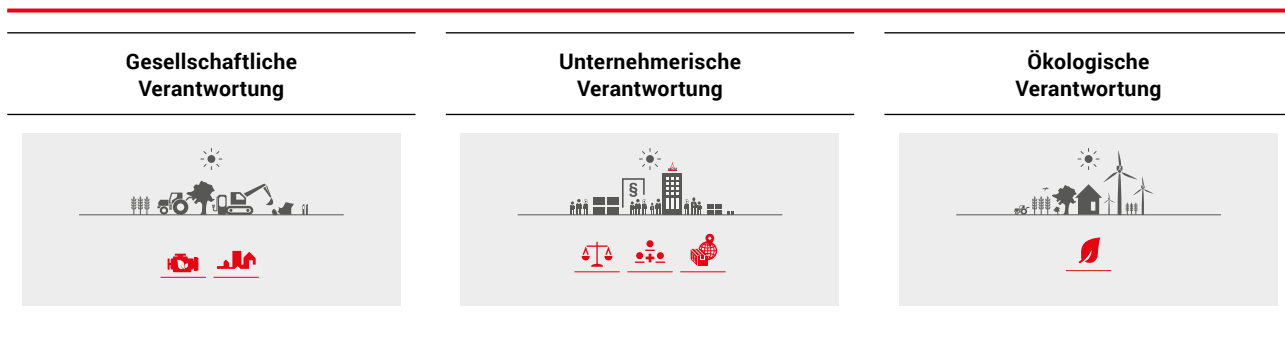 Gesellschaftliche
Verantwortung
Unternehmerische
Verantwortung
Ökologische
Verantwortung
§